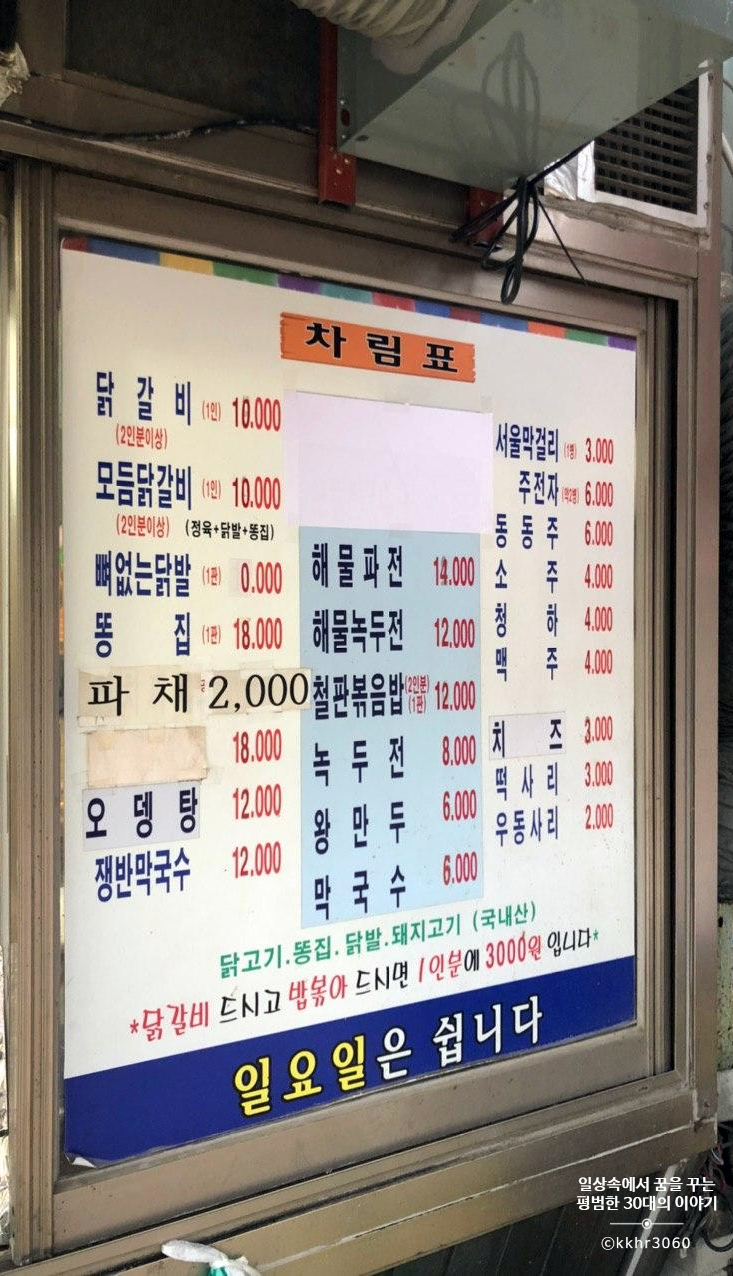 차림표
닭갈비 (1인) 10.000
(2인분이상)
모듬닭갈비 (1인) 10.000
(2인분이상) (정육+닭발+똥집)
뼈없는닭발 (1판) 0.000
똥집 (1판) 18.000
파채 2,000
18.000
오뎅탕 12.000
쟁반막국수 12.000
해물파전 14.000
해물녹두전 12,000
철판볶음밥 (2인분) (1판) 12,000
녹두전 8.000
왕만두 6.000
막국수 6.000
서울막걸리 (1병) 3.000
주전자 (막2병) 6.000
동동주 6.000
소주 4.000
청하 4.000
맥주 4.000
치즈 3.000
떡사리 3.000
우동사리 2.000
닭고기.똥집.닭발.돼지고기 (국내산)
*닭갈비 드시고 밥볶아 드시면 1인분에 3000원 입니다*
일요일은 쉽니다
일상속에서 꿈을 꾸는
평범한 30대의 이야기
©kkhr3060